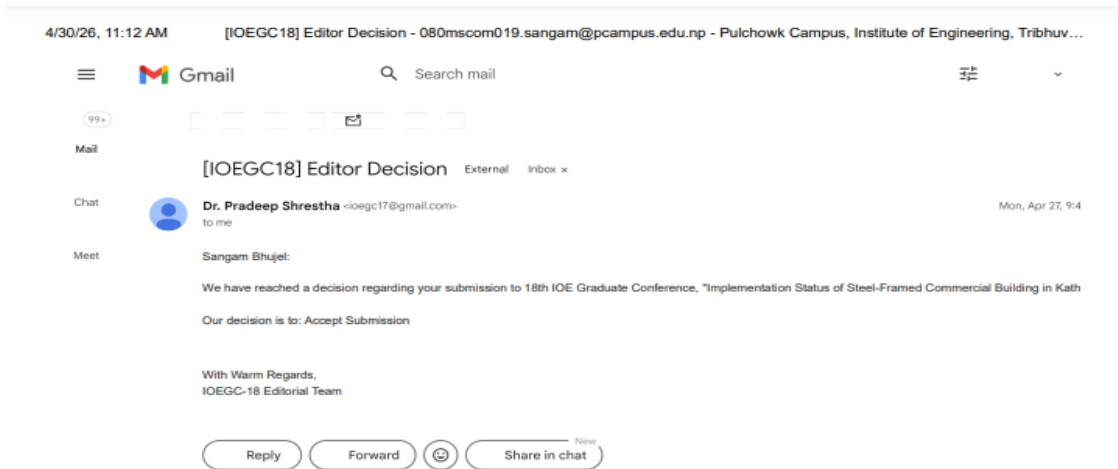 4/30/26, 11:12 AM [IOEGC18] Editor Decision - 080mscom019.sangam@pcampus.edu.np - Pulchowk Campus, Institute of Engineering, Tribhuv…
Gmail Search mail
99+
Mail
[IOEGC18] Editor Decision External Inbox ×
Chat
Dr. Pradeep Shrestha <ioegc17@gmail.com> Mon, Apr 27, 9:4
to me
Meet
Sangam Bhujel:
We have reached a decision regarding your submission to 18th IOE Graduate Conference, "Implementation Status of Steel-Framed Commercial Building in Kath
Our decision is to: Accept Submission
With Warm Regards,
IOEGC-18 Editorial Team
New
Reply Forward Share in chat